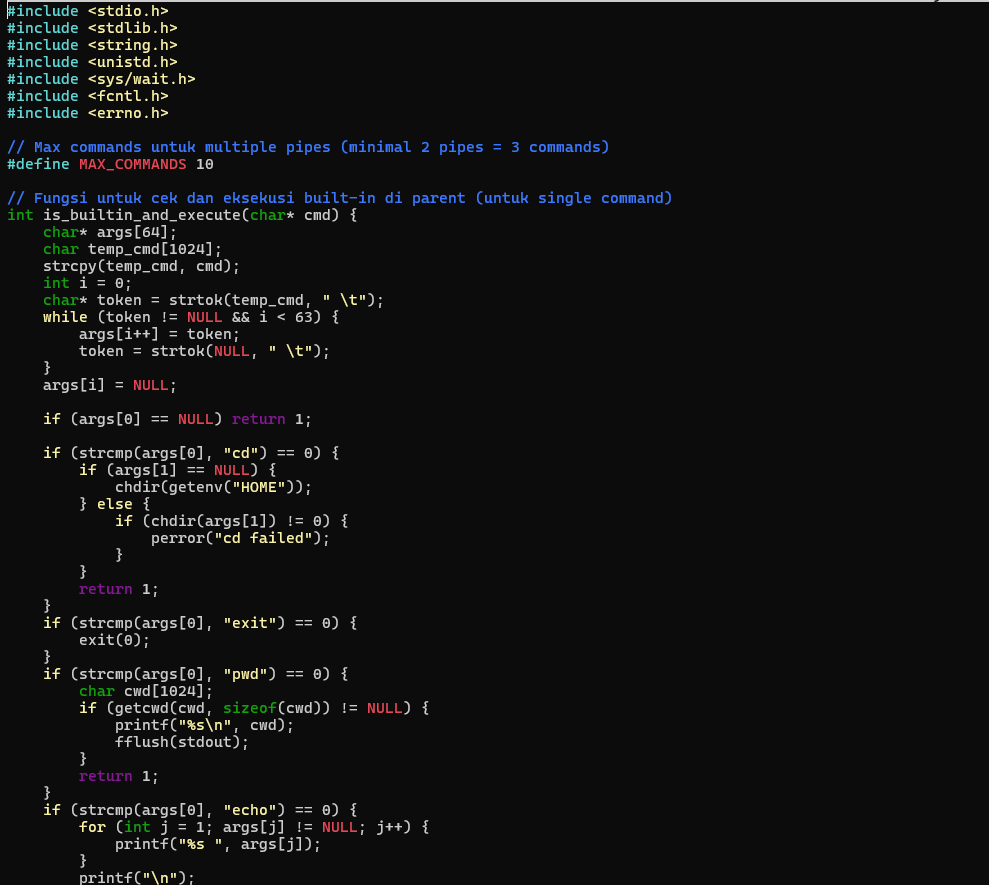 #include <stdio.h>
#include <stdlib.h>
#include <string.h>
#include <unistd.h>
#include <sys/wait.h>
#include <fcntl.h>
#include <errno.h>

// Max commands untuk multiple pipes (minimal 2 pipes = 3 commands)
#define MAX_COMMANDS 10

// Fungsi untuk cek dan eksekusi built-in di parent (untuk single command)
int is_builtin_and_execute(char* cmd) {
    char* args[64];
    char temp_cmd[1024];
    strcpy(temp_cmd, cmd);
    int i = 0;
    char* token = strtok(temp_cmd, " \t");
    while (token != NULL && i < 63) {
        args[i++] = token;
        token = strtok(NULL, " \t");
    }
    args[i] = NULL;

    if (args[0] == NULL) return 1;

    if (strcmp(args[0], "cd") == 0) {
        if (args[1] == NULL) {
            chdir(getenv("HOME"));
        } else {
            if (chdir(args[1]) != 0) {
                perror("cd failed");
            }
        }
        return 1;
    }
    if (strcmp(args[0], "exit") == 0) {
        exit(0);
    }
    if (strcmp(args[0], "pwd") == 0) {
        char cwd[1024];
        if (getcwd(cwd, sizeof(cwd)) != NULL) {
            printf("%s\n", cwd);
            fflush(stdout);
        }
        return 1;
    }
    if (strcmp(args[0], "echo") == 0) {
        for (int j = 1; args[j] != NULL; j++) {
            printf("%s ", args[j]);
        }
        printf("\n");